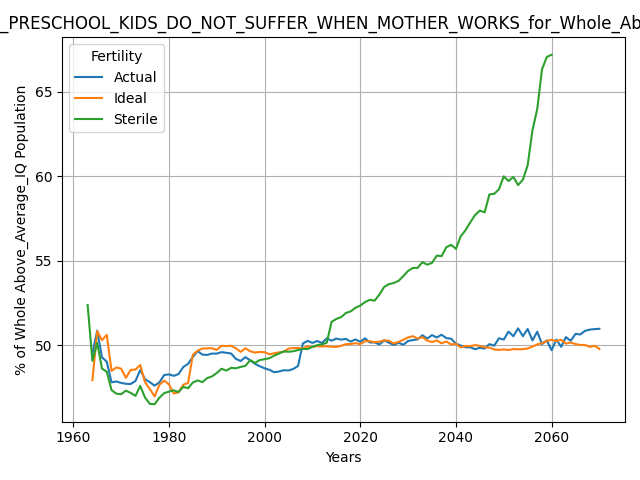 _PRESCHOOL_KIDS_DO_NOT_SUFFER_WHEN_MOTHER_WORKS_for_Whole_Ab
Fertility
Actual
Ideal
Sterile
% of Whole Above_Average_IQ Population
65
60
55
50
1960
1980
2000
2020
2040
2060
Years